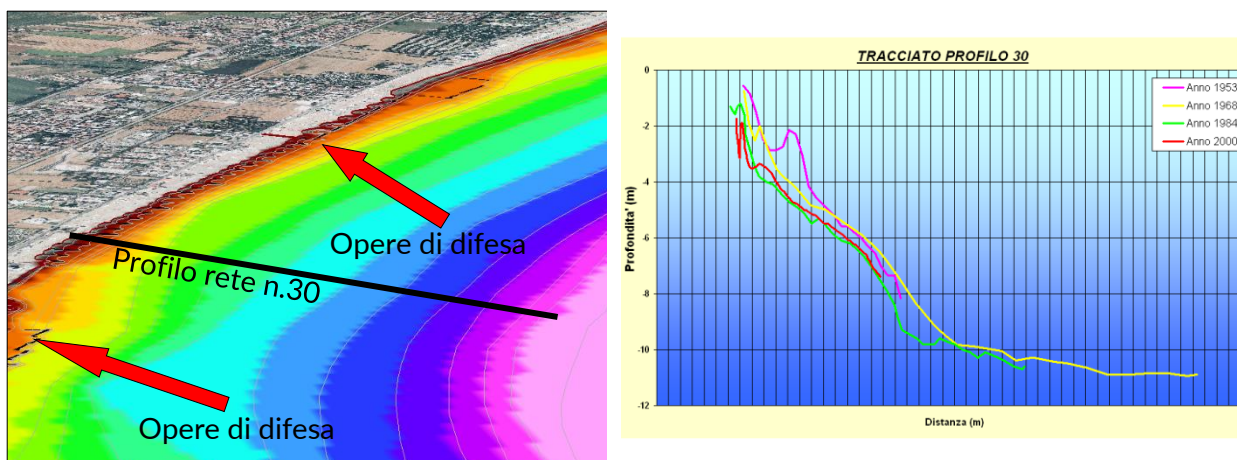 Opere di difesa
Profilo rete n.30
Opere di difesa
TRACCIATO PROFILO 30
Anno 1953
Anno 1968
Anno 1984
Anno 2000
Profondita' (m)
0
-2
-4
-6
-8
-10
-12
Distanza (m)